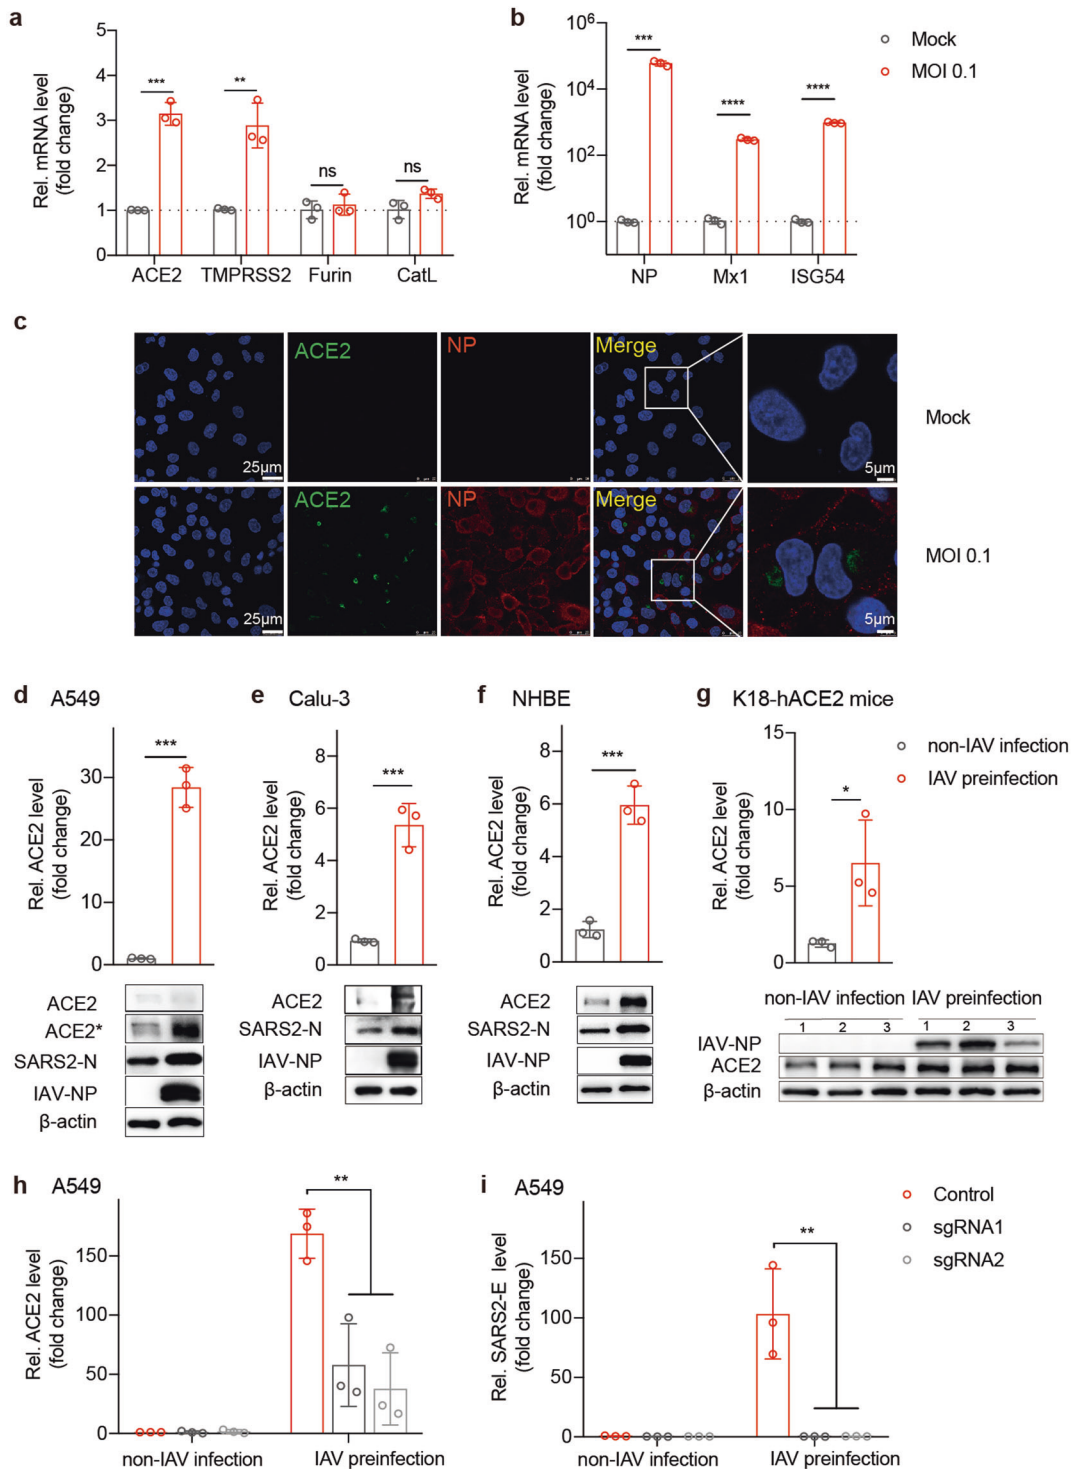 a
Rel. mRNA level
(fold change)
5
4
3
2
1
0
***
**
ns
ns
ACE2 TMPRSS2 Furin CatL
b
Rel. mRNA level
(fold change)
10⁶
10⁴
10²
10⁰
***
****
****
NP Mx1 ISG54
Mock
MOI 0.1
c
ACE2 NP Merge
25μm 5μm
Mock
ACE2 NP Merge
25μm 5μm
MOI 0.1
d A549
Rel. ACE2 level
(fold change)
30
20
10
0
***
ACE2
ACE2*
SARS2-N
IAV-NP
β-actin
e Calu-3
Rel. ACE2 level
(fold change)
8
6
4
2
0
***
ACE2
SARS2-N
IAV-NP
β-actin
f NHBE
Rel. ACE2 level
(fold change)
8
6
4
2
0
***
ACE2
SARS2-N
IAV-NP
β-actin
g K18-hACE2 mice
Rel. ACE2 level
(fold change)
15
10
5
0
*
non-IAV infection
IAV preinfection
non-IAV infection IAV preinfection
1 2 3 1 2 3
IAV-NP
ACE2
β-actin
h A549
Rel. ACE2 level
(fold change)
150
100
50
0
**
non-IAV infection IAV preinfection
i A549
Rel. SARS2-E level
(fold change)
150
100
50
0
**
non-IAV infection IAV preinfection
Control
sgRNA1
sgRNA2